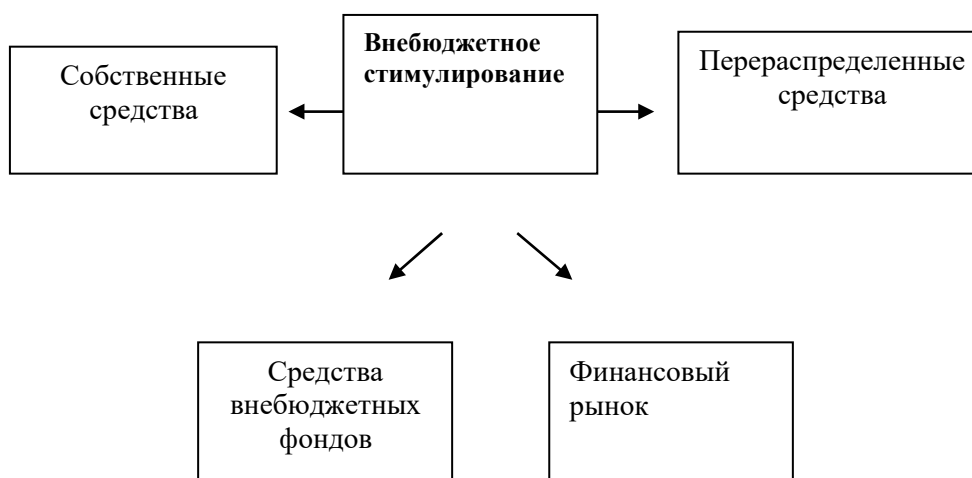 Собственные
средства
Внебюджетное
стимулирование
Перераспределенные
средства
Средства
внебюджетных
фондов
Финансовый
рынок